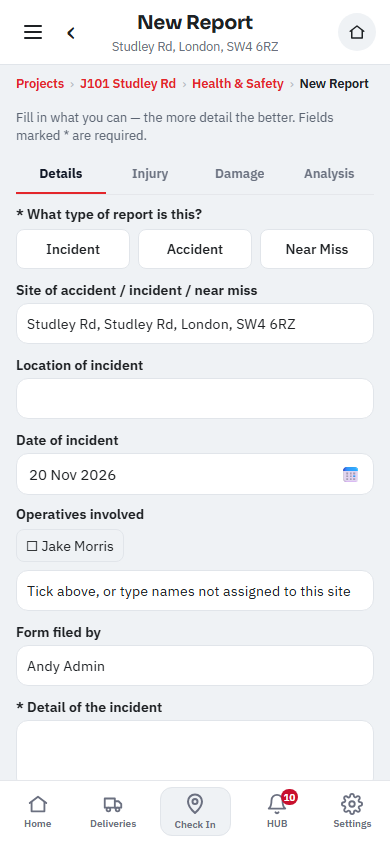 New Report
Studley Rd, London, SW4 6RZ
Projects › J101 Studley Rd › Health & Safety › New Report
Fill in what you can — the more detail the better. Fields
marked * are required.
Details Injury Damage Analysis
* What type of report is this?
Incident Accident Near Miss
Site of accident / incident / near miss
Studley Rd, Studley Rd, London, SW4 6RZ
Location of incident
Date of incident
20 Nov 2026
Operatives involved
☐ Jake Morris
Tick above, or type names not assigned to this site
Form filed by
Andy Admin
* Detail of the incident
10
Home Deliveries Check In HUB Settings